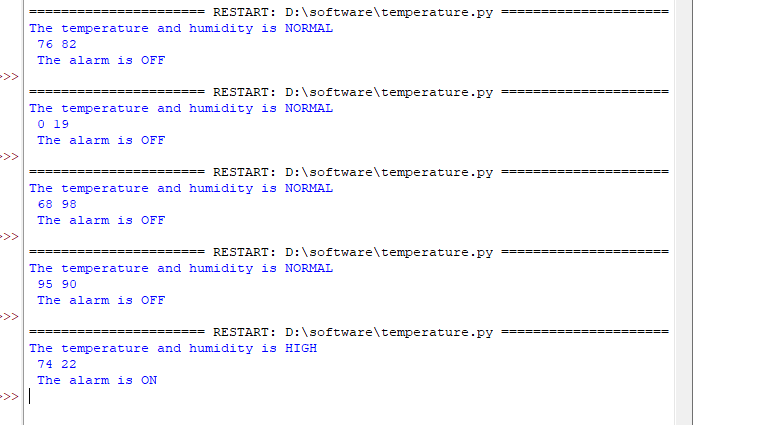 ====================== RESTART: D:\software\temperature.py =====================
The temperature and humidity is NORMAL
76 82
The alarm is OFF
>>>
====================== RESTART: D:\software\temperature.py =====================
The temperature and humidity is NORMAL
0 19
The alarm is OFF
>>>
====================== RESTART: D:\software\temperature.py =====================
The temperature and humidity is NORMAL
68 98
The alarm is OFF
>>>
====================== RESTART: D:\software\temperature.py =====================
The temperature and humidity is NORMAL
95 90
The alarm is OFF
>>>
====================== RESTART: D:\software\temperature.py =====================
The temperature and humidity is HIGH
74 22
The alarm is ON
>>>